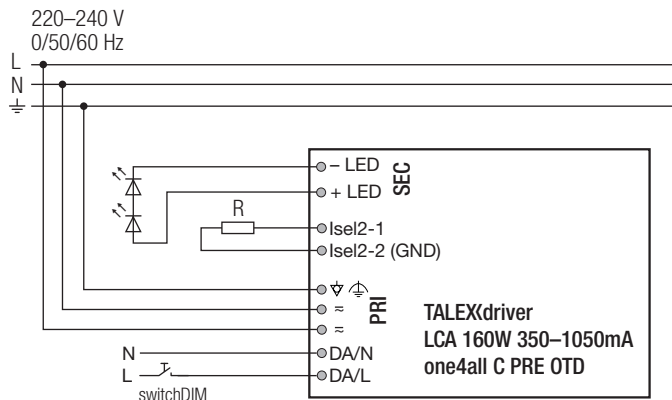 220–240 V
0/50/60 Hz
L
N
– LED
+ LED
SEC
R
Isel2-1
Isel2-2 (GND)
PRI
≂
≂
TALEXXdriver
LCA 160W 350–1050mA
one4all C PRE OTD
N
DA/N
L
DA/L
switchDIM